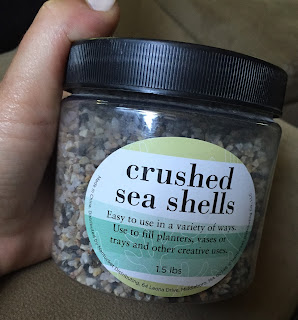 crushed
sea shells
Easy to use in a variety of ways.
Use to fill planters, vases or
trays and other creative uses.
1.5 lbs